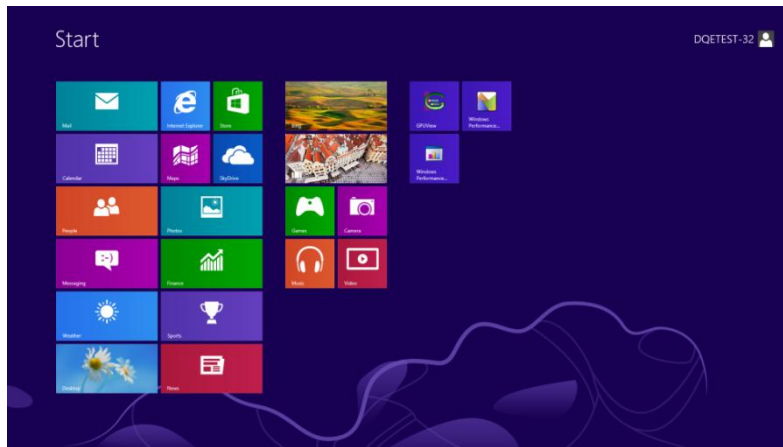 Start
DQETEST-32
Mail
Internet Explorer
Store
Calendar
Maps
SkyDrive
People
Photos
Messaging
:-)
Finance
Weather
Sports
Desktop
News
Bing
Games
Camera
Music
Video
GPUView
Windows
Performance...
Windows
Performance...